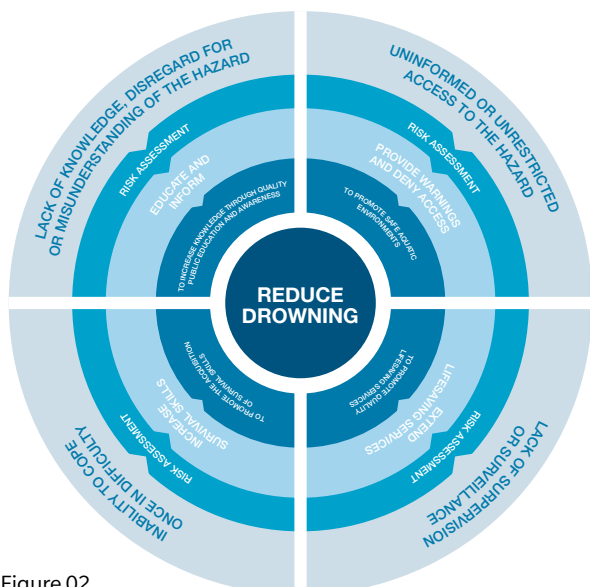 LACK OF KNOWLEDGE, DISREGARD FOR
OR MISUNDERSTANDING OF THE HAZARD
RISK ASSESSMENT
EDUCATE AND
INFORM
TO INCREASE KNOWLEDGE THROUGH QUALITY
PUBLIC EDUCATION AND AWARENESS
UNINFORMED OR UNRESTRICTED
ACCESS TO THE HAZARD
RISK ASSESSMENT
PROVIDE WARNINGS
AND DENY ACCESS
TO PROMOTE SAFE AQUATIC
ENVIRONMENTS
REDUCE
DROWNING
TO PROMOTE THE ACQUISITION
OF SURVIVAL SKILLS
INCREASE
SURVIVAL SKILLS
RISK ASSESSMENT
INABILITY TO COPE
ONCE IN DIFFICULTY
TO PROMOTE QUALITY
LIFESAVING SERVICES
EXTEND
LIFESAVING SERVICES
RISK ASSESSMENT
LACK OF SURPERVISION
OR SURVEILLANCE
Figure 02